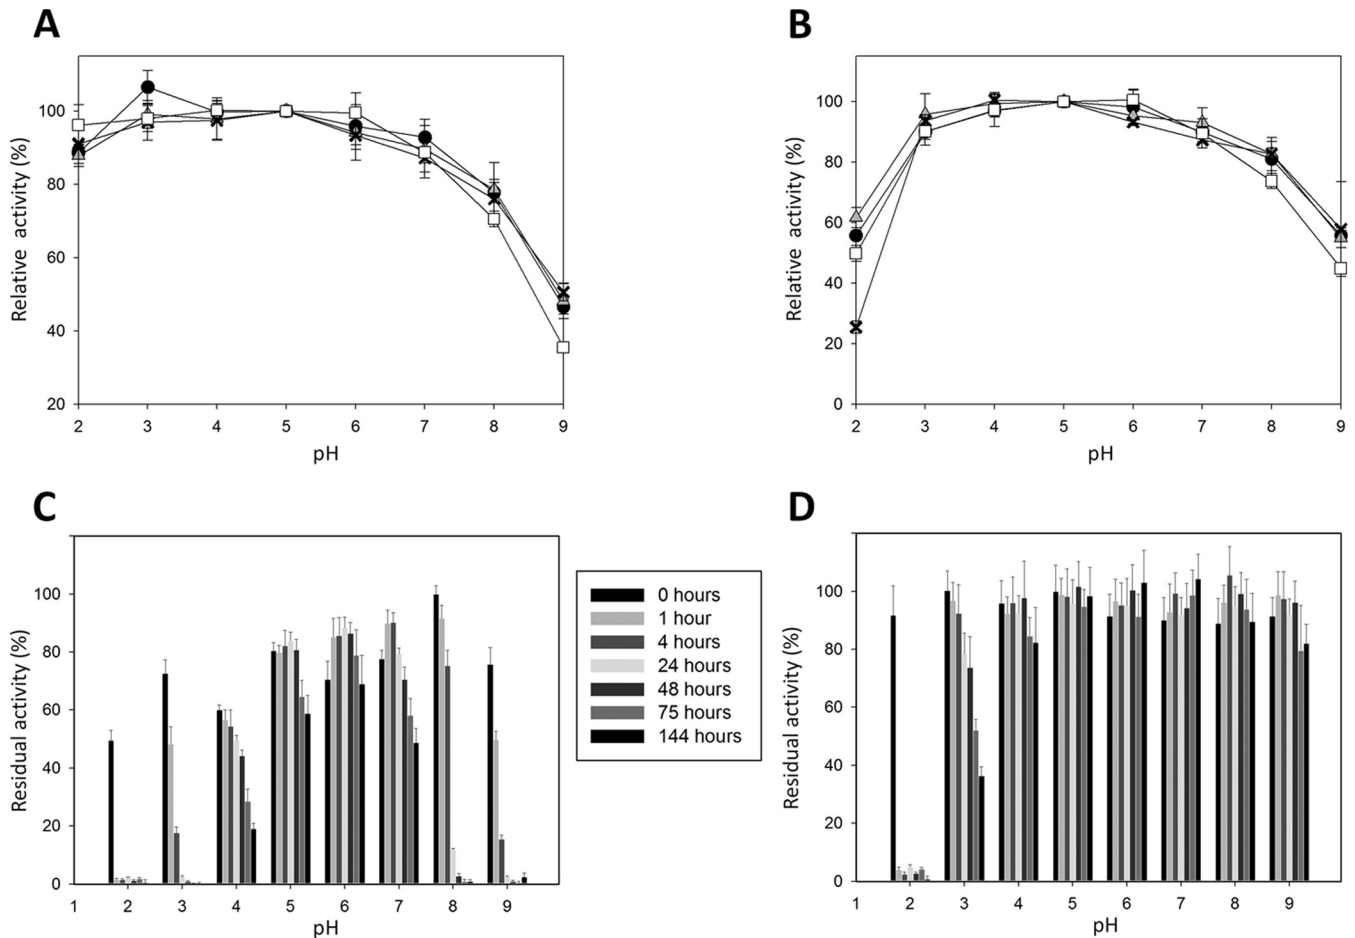 A
Relative activity (%)
100
80
60
40
20
2 3 4 5 6 7 8 9
pH
B
Relative activity (%)
100
80
60
40
20
0
2 3 4 5 6 7 8 9
pH
C
Residual activity (%)
100
80
60
40
20
0
1 2 3 4 5 6 7 8 9
pH
0 hours
1 hour
4 hours
24 hours
48 hours
75 hours
144 hours
D
Residual activity (%)
100
80
60
40
20
0
1 2 3 4 5 6 7 8 9
pH